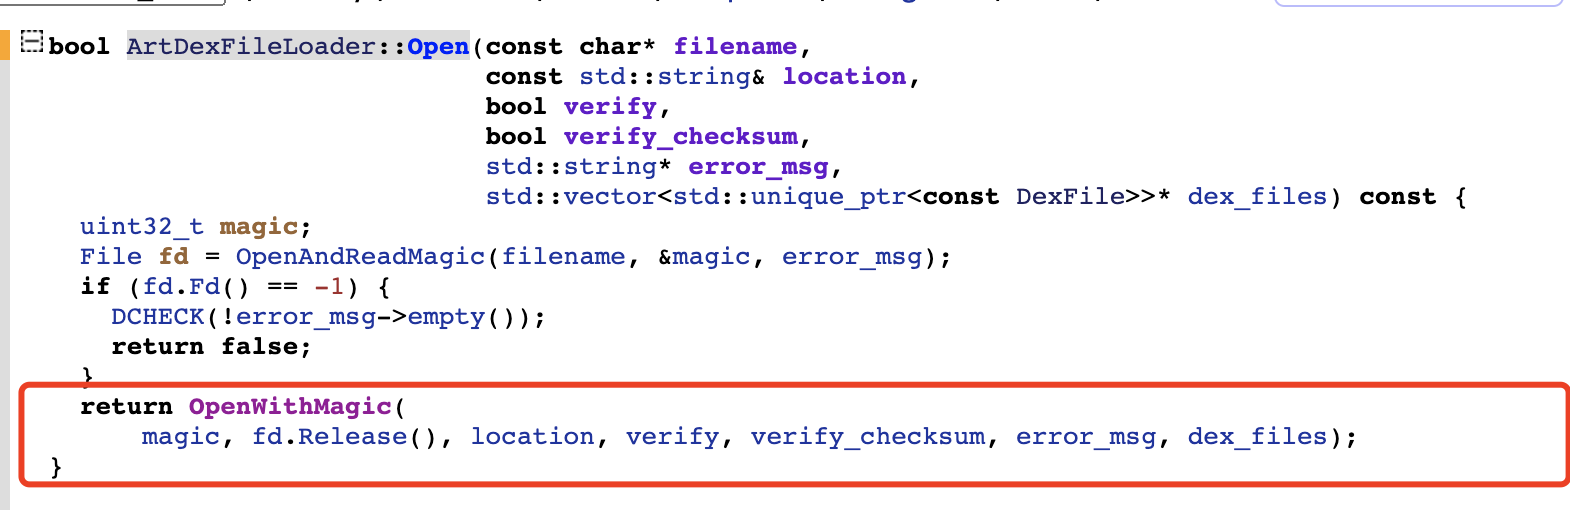 bool ArtDexFileLoader::Open(const char* filename,
const std::string& location,
bool verify,
bool verify_checksum,
std::string* error_msg,
std::vector<std::unique_ptr<const DexFile>>* dex_files) const {
uint32_t magic;
File fd = OpenAndReadMagic(filename, &magic, error_msg);
if (fd.Fd() == -1) {
DCHECK(!error_msg->empty());
return false;
}
return OpenWithMagic(
magic, fd.Release(), location, verify, verify_checksum, error_msg, dex_files);
}